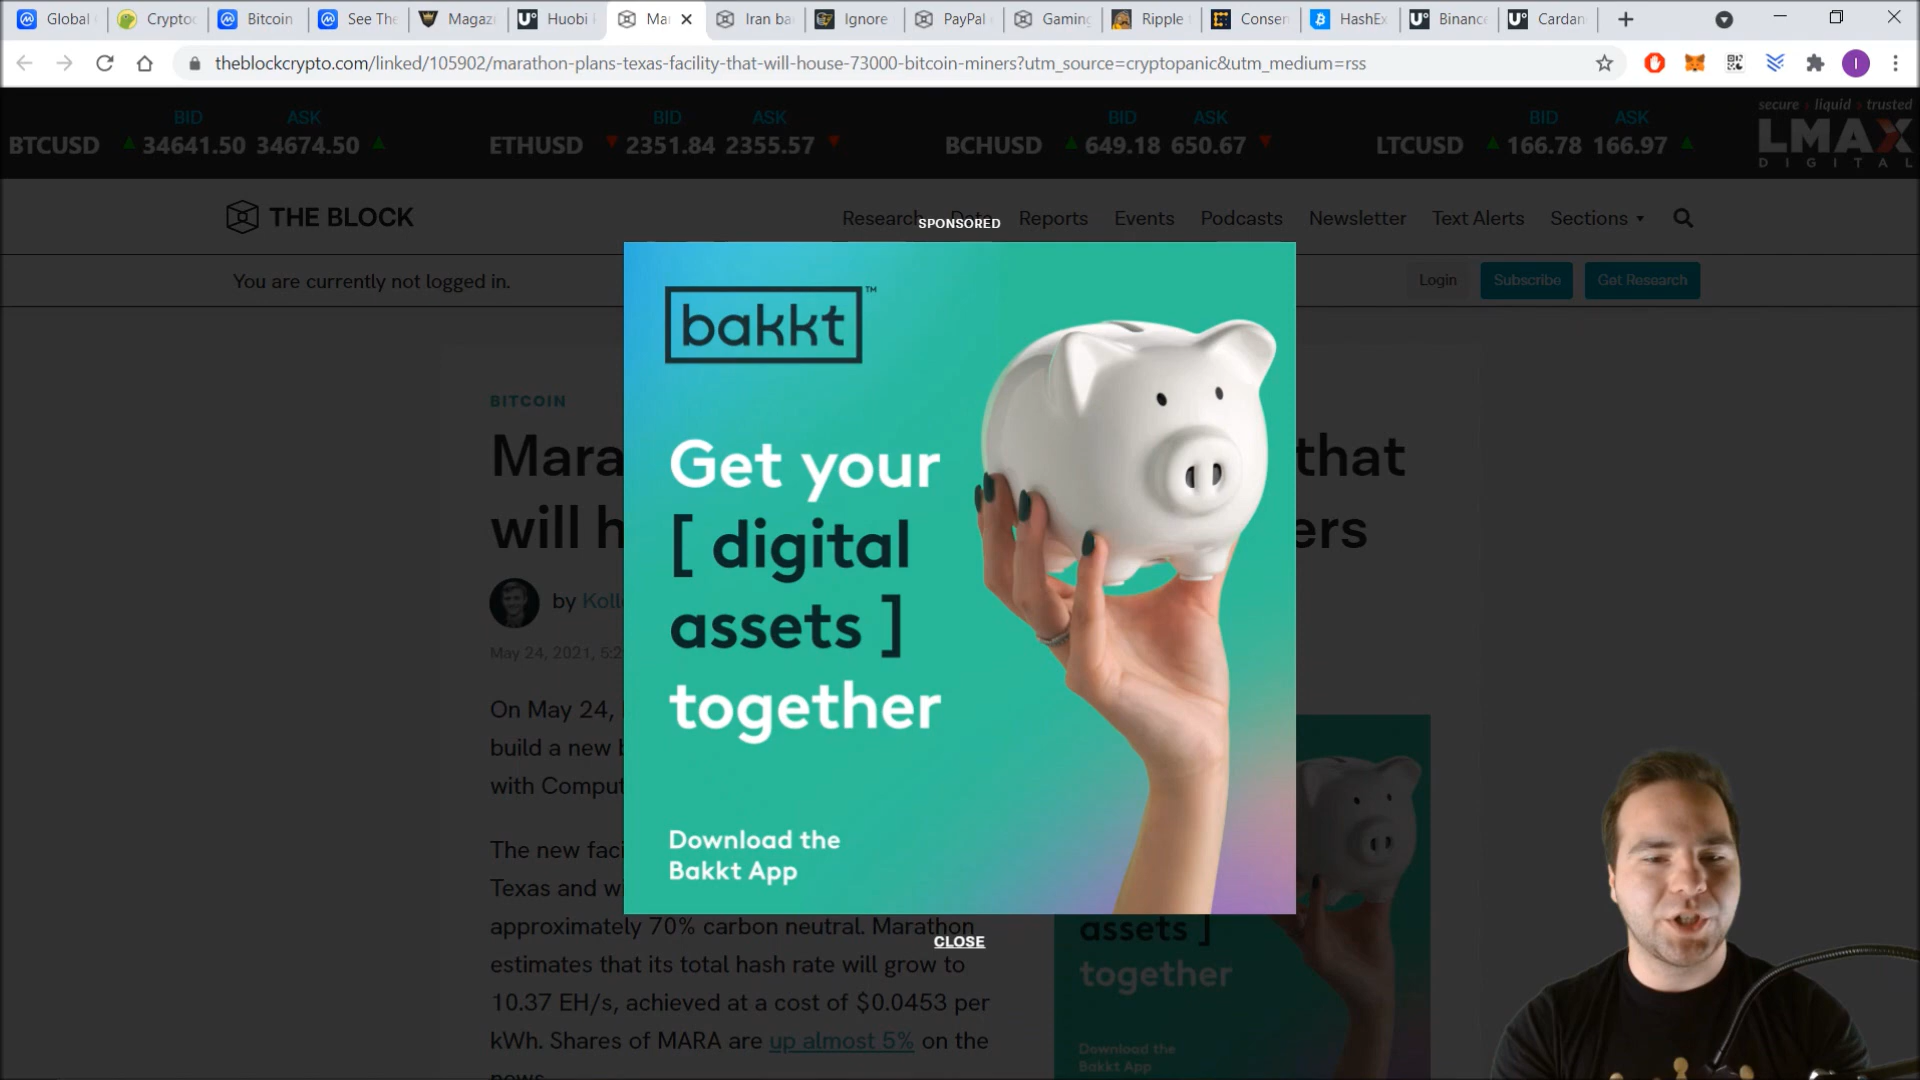 Global
Cryptoc
Bitcoin
See The
Magazi
Huobi
Mar
Iran ba
Ignore
PayPal
Gaming
Ripple
Consen
HashEx
Binance
Cardan
theblockcrypto.com/linked/105902/marathon-plans-texas-facility-that-will-house-73000-bitcoin-miners?utm_source=cryptopanic&utm_medium=rss
I
BID ASK
BTCUSD 34641.50 34674.50
BID ASK
ETHUSD 2351.84 2355.57
BID ASK
BCHUSD 649.18 650.67
BID ASK
LTCUSD 166.78 166.97
secure liquid trusted
LMAX
DIGITAL
THE BLOCK
Research Data Reports Events Podcasts Newsletter Text Alerts Sections
SPONSORED
You are currently not logged in.
Login Subscribe Get Research
bakkt™
Get your
[ digital
assets ]
together
Download the
Bakkt App
CLOSE
BITCOIN
Mara that
will h ers
by Koll
May 24, 2021, 5:2
On May 24,
build a new b
with Comput
The new faci
Texas and wi
approximately 70% carbon neutral. Marathon
estimates that its total hash rate will grow to
10.37 EH/s, achieved at a cost of $0.0453 per
kWh. Shares of MARA are up almost 5% on the
assets ]
together
Download the
Bakkt App